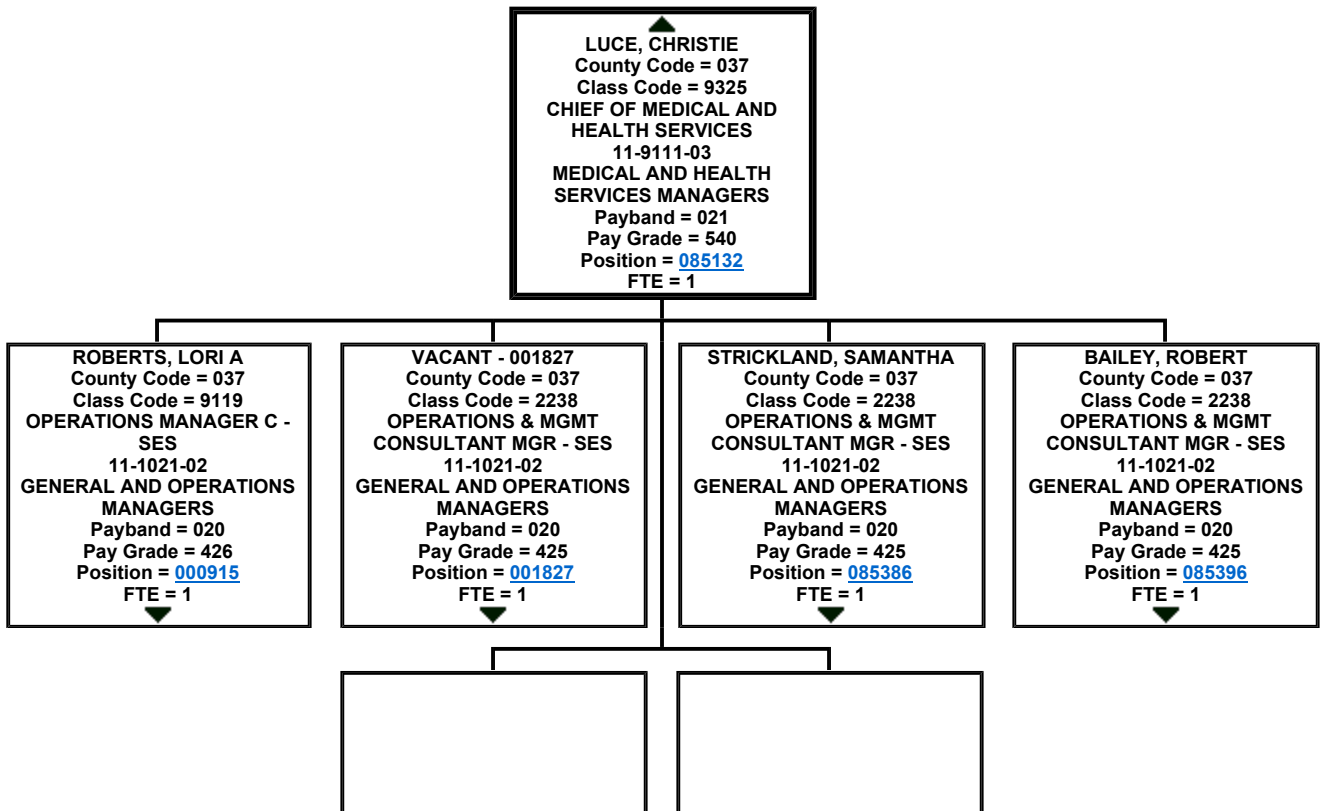 LUCE, CHRISTIE
County Code = 037
Class Code = 9325
CHIEF OF MEDICAL AND
HEALTH SERVICES
11-9111-03
MEDICAL AND HEALTH
SERVICES MANAGERS
Payband = 021
Pay Grade = 540
Position = 085132
FTE = 1
ROBERTS, LORI A
County Code = 037
Class Code = 9119
OPERATIONS MANAGER C -
SES
11-1021-02
GENERAL AND OPERATIONS
MANAGERS
Payband = 020
Pay Grade = 426
Position = 000915
FTE = 1
VACANT - 001827
County Code = 037
Class Code = 2238
OPERATIONS & MGMT
CONSULTANT MGR - SES
11-1021-02
GENERAL AND OPERATIONS
MANAGERS
Payband = 020
Pay Grade = 425
Position = 001827
FTE = 1
STRICKLAND, SAMANTHA
County Code = 037
Class Code = 2238
OPERATIONS & MGMT
CONSULTANT MGR - SES
11-1021-02
GENERAL AND OPERATIONS
MANAGERS
Payband = 020
Pay Grade = 425
Position = 085386
FTE = 1
BAILEY, ROBERT
County Code = 037
Class Code = 2238
OPERATIONS & MGMT
CONSULTANT MGR - SES
11-1021-02
GENERAL AND OPERATIONS
MANAGERS
Payband = 020
Pay Grade = 425
Position = 085396
FTE = 1